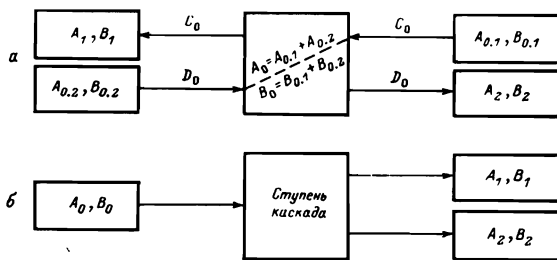 C₀
C₀
A₁, B₁
A₀.₁, B₀.₁
а
A₀=A₀.₁+A₀.₂
B₀=B₀.₁+B₀.₂
D₀
D₀
A₀.₂, B₀.₂
A₂, B₂
б
A₀, B₀
Ступень
кискада
A₁, B₁
A₂, B₂